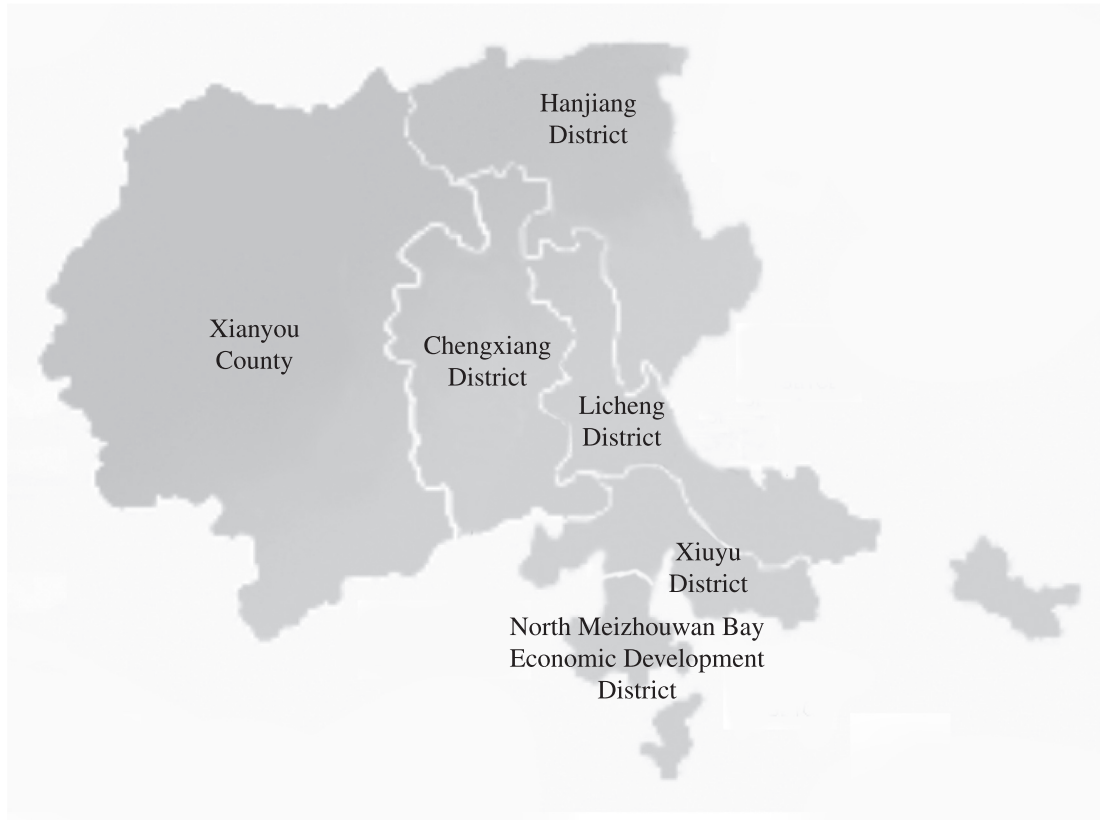 Hanjiang
District
Xianyou
County
Chengxiang
District
Licheng
District
Xiuyu
District
North Meizhouwan Bay
Economic Development
District